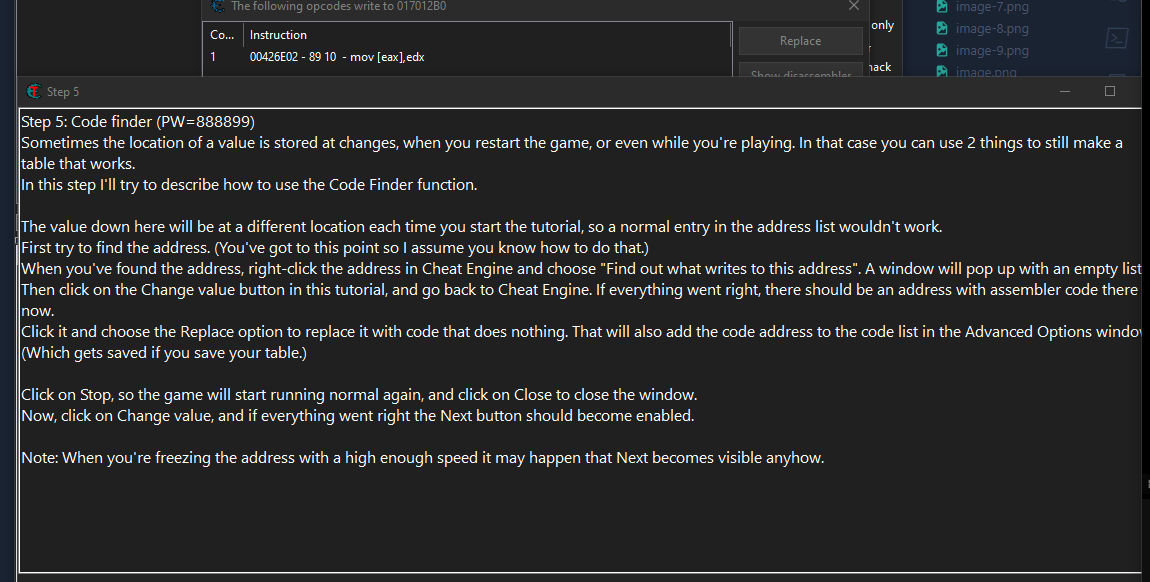 The following opcodes write to 017012B0
Co... Instruction
1 00426E02 - 89 10 - mov [eax],edx
Replace
Show disassembler
only
hack
image-7.png
image-8.png
image-9.png
image.png
Step 5
Step 5: Code finder (PW=888899)
Sometimes the location of a value is stored at changes, when you restart the game, or even while you're playing. In that case you can use 2 things to still make a
table that works.
In this step I'll try to describe how to use the Code Finder function.
The value down here will be at a different location each time you start the tutorial, so a normal entry in the address list wouldn't work.
First try to find the address. (You've got to this point so I assume you know how to do that.)
When you've found the address, right-click the address in Cheat Engine and choose "Find out what writes to this address". A window will pop up with an empty list
Then click on the Change value button in this tutorial, and go back to Cheat Engine. If everything went right, there should be an address with assembler code there
now.
Click it and choose the Replace option to replace it with code that does nothing. That will also add the code address to the code list in the Advanced Options window
(Which gets saved if you save your table.)
Click on Stop, so the game will start running normal again, and click on Close to close the window.
Now, click on Change value, and if everything went right the Next button should become enabled.
Note: When you're freezing the address with a high enough speed it may happen that Next becomes visible anyhow.